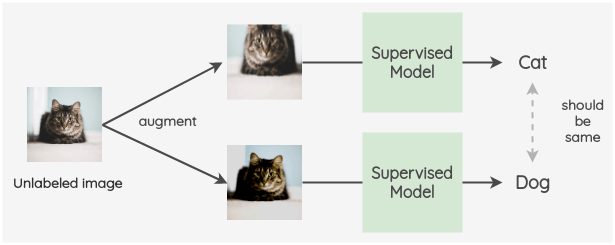 Unlabeled image
augment
Supervised
Model
Cat
should
be
same
Supervised
Model
Dog